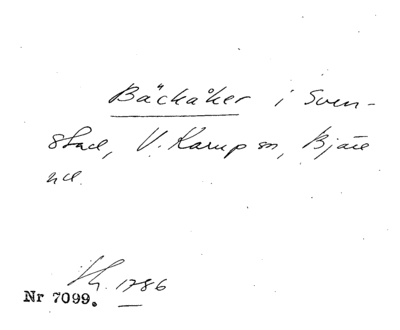 Bäckåker i Sven-
stad, V. Karup sn, Bjäre
hd.
1786
Nr 7099.